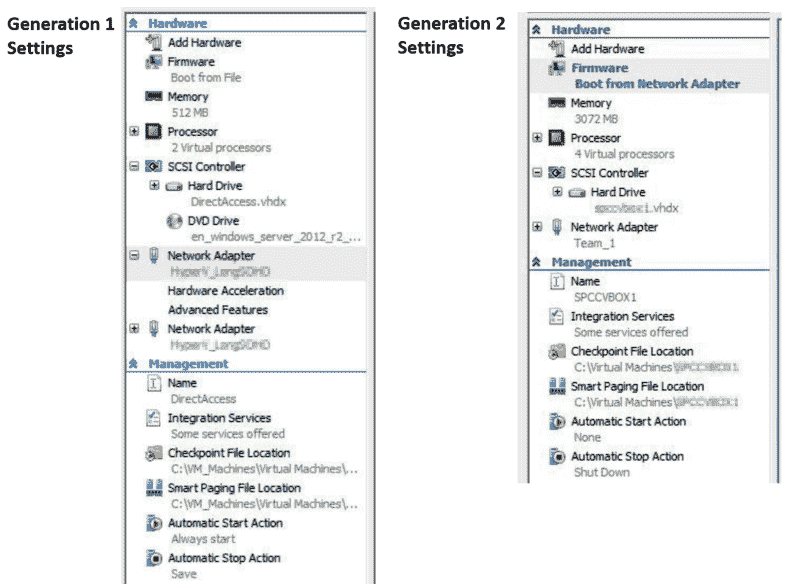 Generation 1
Settings
Hardware
Add Hardware
Firmware
Boot from File
Memory
512 MB
Processor
2 Virtual processors
SCSI Controller
Hard Drive
DirectAccess.vhdx
DVD Drive
en_windows_server_2012_r2_...
Network Adapter
Hardware Acceleration
Advanced Features
Network Adapter
Management
Name
DirectAccess
Integration Services
Some services offered
Checkpoint File Location
C:\VM_Machines\Virtual Machines\...
Smart Paging File Location
C:\VM_Machines\Virtual Machines\...
Automatic Start Action
Always start
Automatic Stop Action
Save
Generation 2
Settings
Hardware
Add Hardware
Firmware
Boot from Network Adapter
Memory
3072 MB
Processor
4 Virtual processors
SCSI Controller
Hard Drive
.vhdx
Network Adapter
Team_1
Management
Name
SPCCVBOX1
Integration Services
Some services offered
Checkpoint File Location
C:\Virtual Machines\
Smart Paging File Location
C:\Virtual Machines\
Automatic Start Action
None
Automatic Stop Action
Shut Down